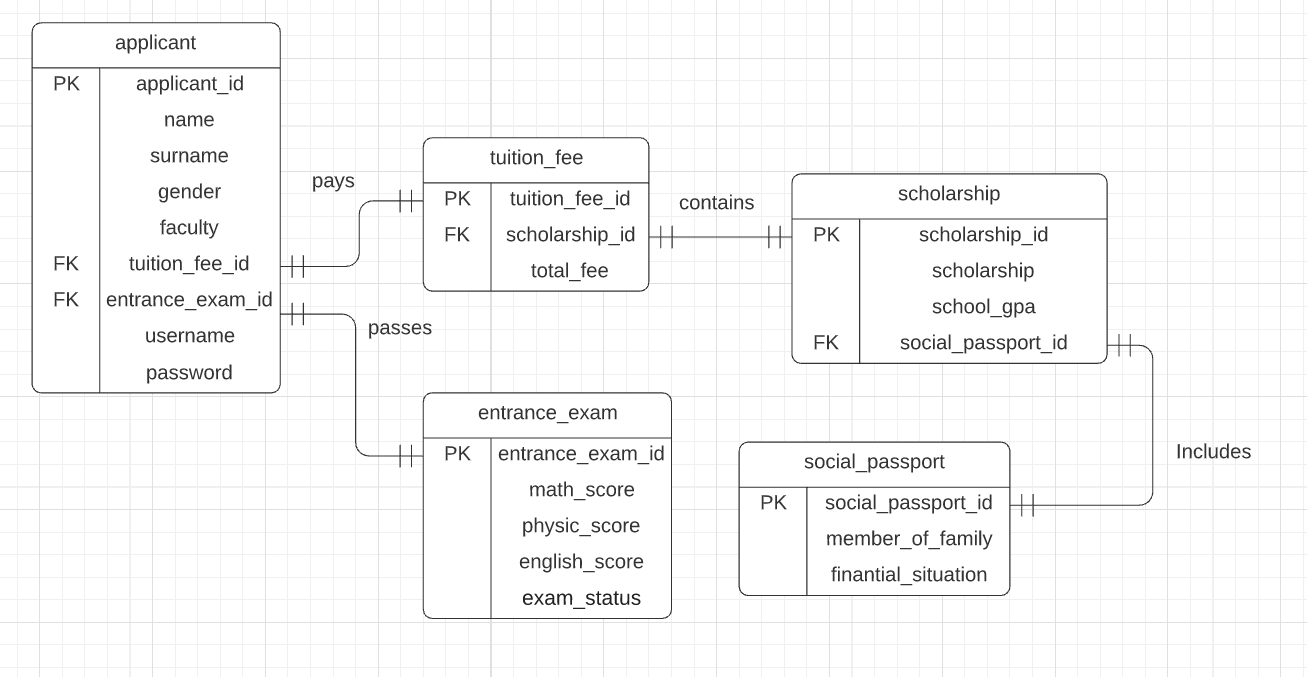 applicant
PK applicant_id
name
surname
gender
faculty
FK tuition_fee_id
FK entrance_exam_id
username
password
pays
passes
tuition_fee
PK tuition_fee_id
FK scholarship_id
total_fee
contains
scholarship
PK scholarship_id
scholarship
school_gpa
FK social_passport_id
entrance_exam
PK entrance_exam_id
math_score
physic_score
english_score
exam_status
social_passport
PK social_passport_id
member_of_family
finantial_situation
Includes